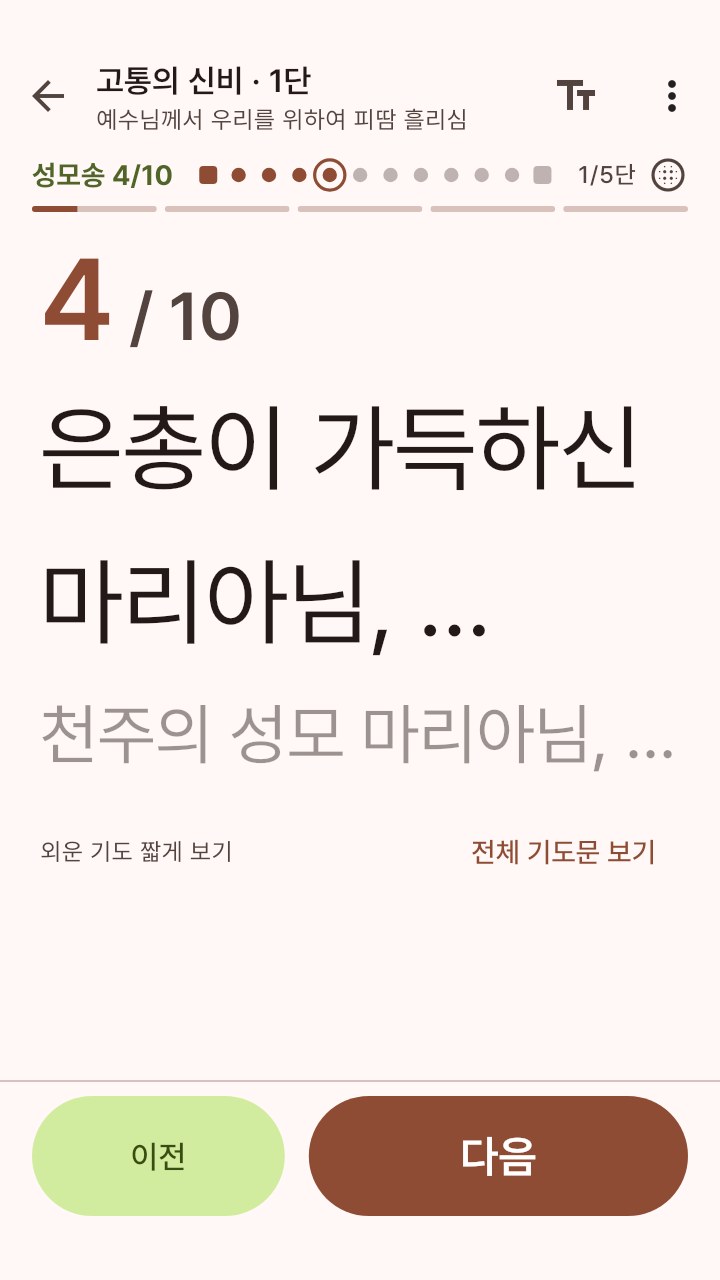 고통의 신비 · 1단
예수님께서 우리를 위하여 피땀 흘리심
성모송 4/10
1/5단
4 / 10
은총이 가득하신
마리아님, ...
천주의 성모 마리아님, ...
외운 기도 짧게 보기
전체 기도문 보기
이전
다음